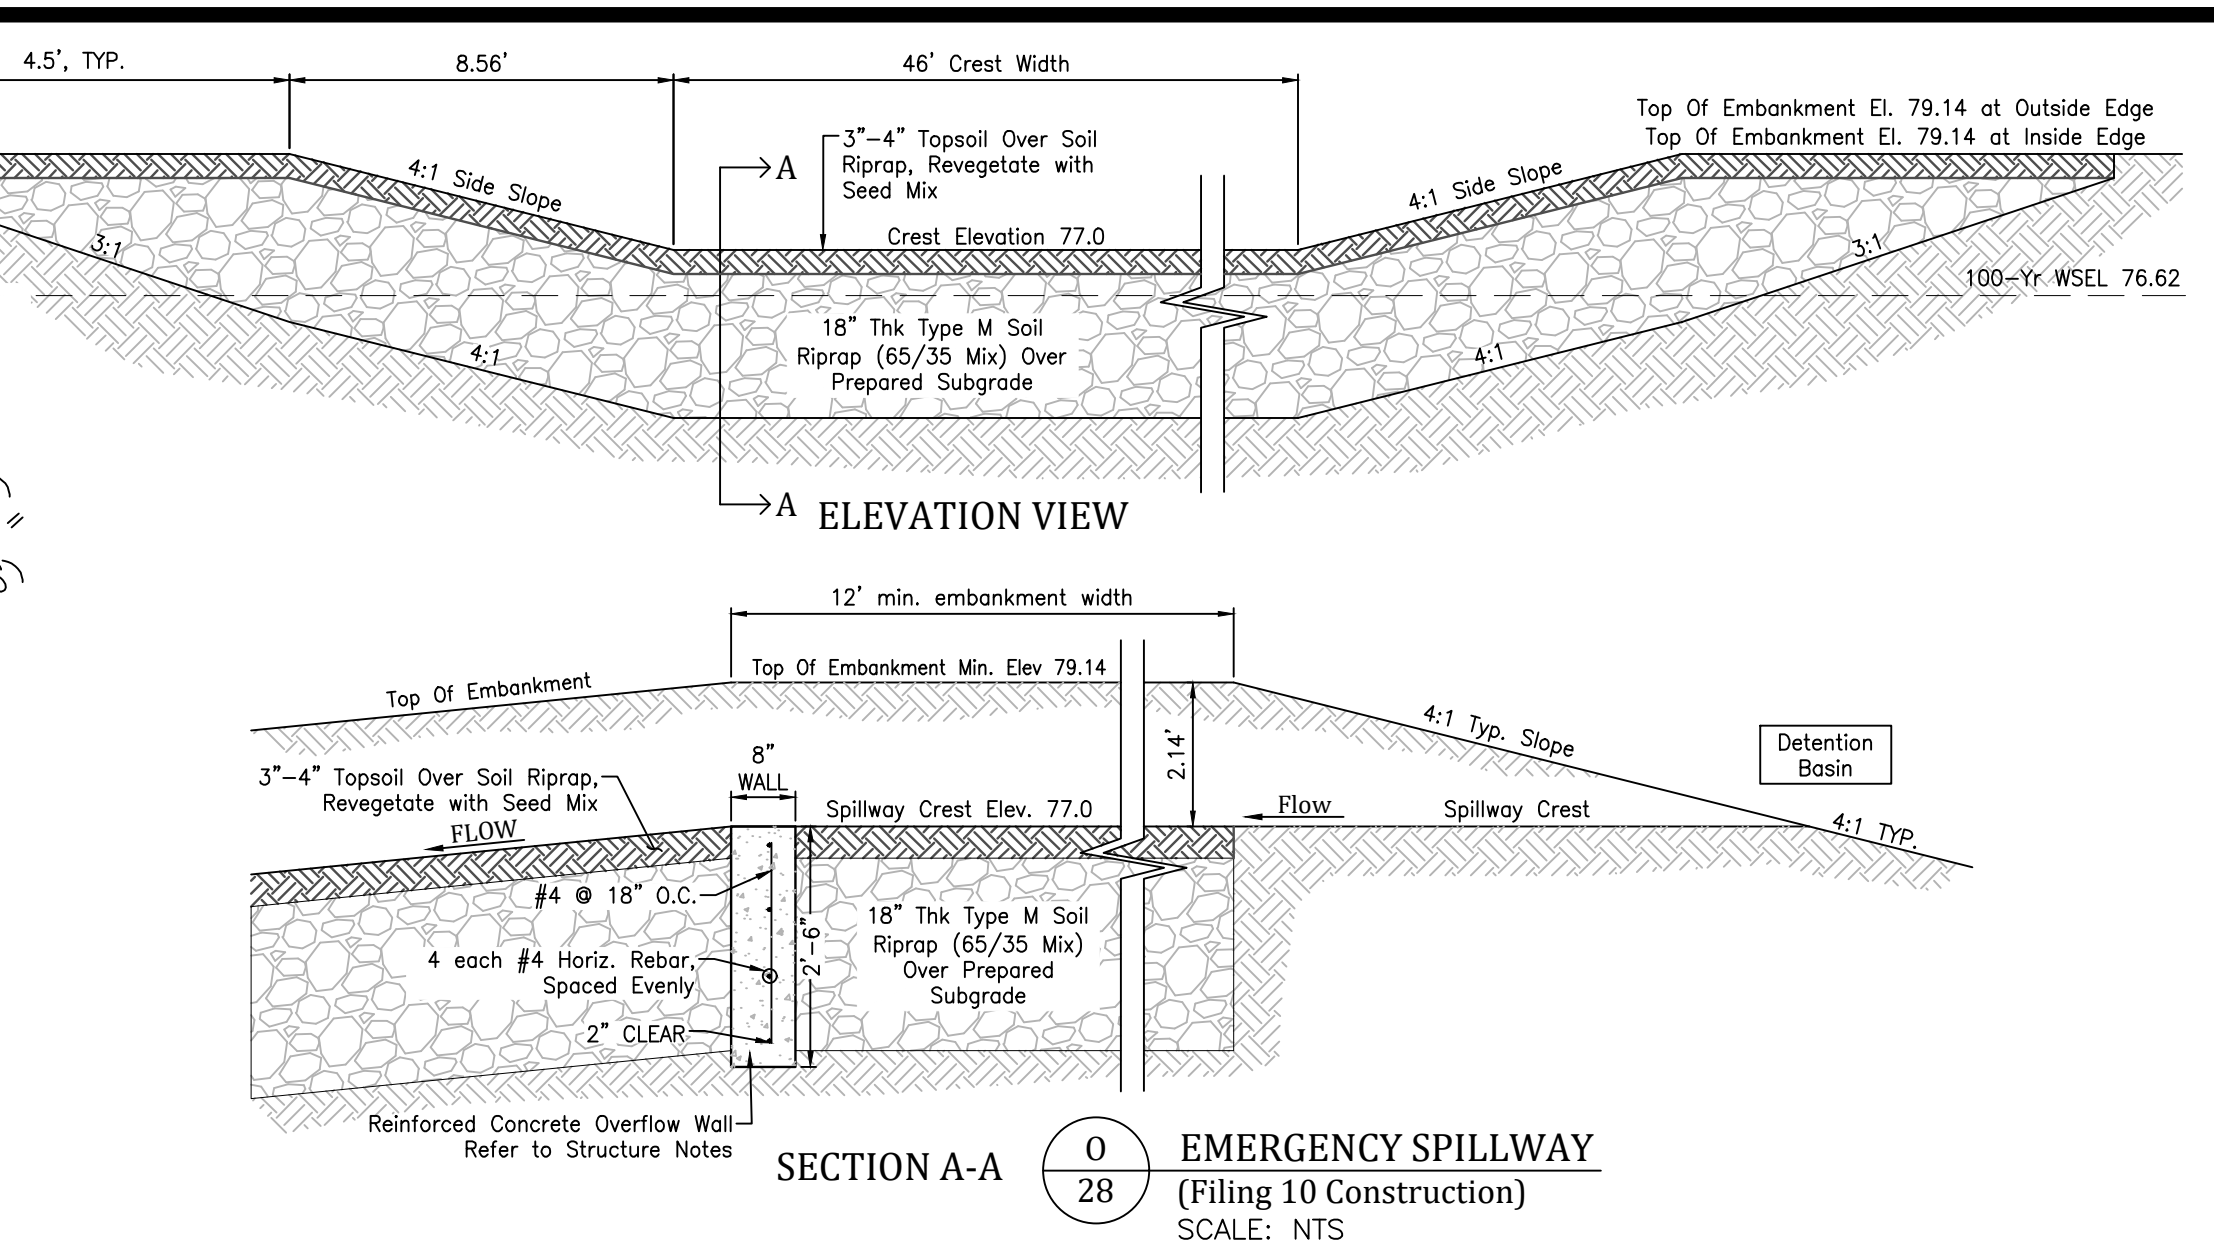 4.5’, TYP.
8.56’
46’ Crest Width
Top Of Embankment El. 79.14 at Outside Edge
Top Of Embankment El. 79.14 at Inside Edge
3”–4” Topsoil Over Soil
Riprap, Revegetate with
Seed Mix
A
4:1 Side Slope
4:1 Side Slope
Crest Elevation 77.0
3:1
3:1
100–Yr WSEL 76.62
18” Thk Type M Soil
Riprap (65/35 Mix) Over
Prepared Subgrade
4:1
4:1
A
ELEVATION VIEW
12’ min. embankment width
Top Of Embankment Min. Elev 79.14
Top Of Embankment
4:1 Typ. Slope
Detention
Basin
2.14’
8”
WALL
3”–4” Topsoil Over Soil Riprap,
Revegetate with Seed Mix
FLOW
Spillway Crest Elev. 77.0
Flow
Spillway Crest
4:1 TYP.
#4 @ 18” O.C.
2’–6”
18” Thk Type M Soil
Riprap (65/35 Mix)
Over Prepared
Subgrade
4 each #4 Horiz. Rebar,
Spaced Evenly
2” CLEAR
Reinforced Concrete Overflow Wall
Refer to Structure Notes
SECTION A-A
O
28
EMERGENCY SPILLWAY
(Filing 10 Construction)
SCALE: NTS